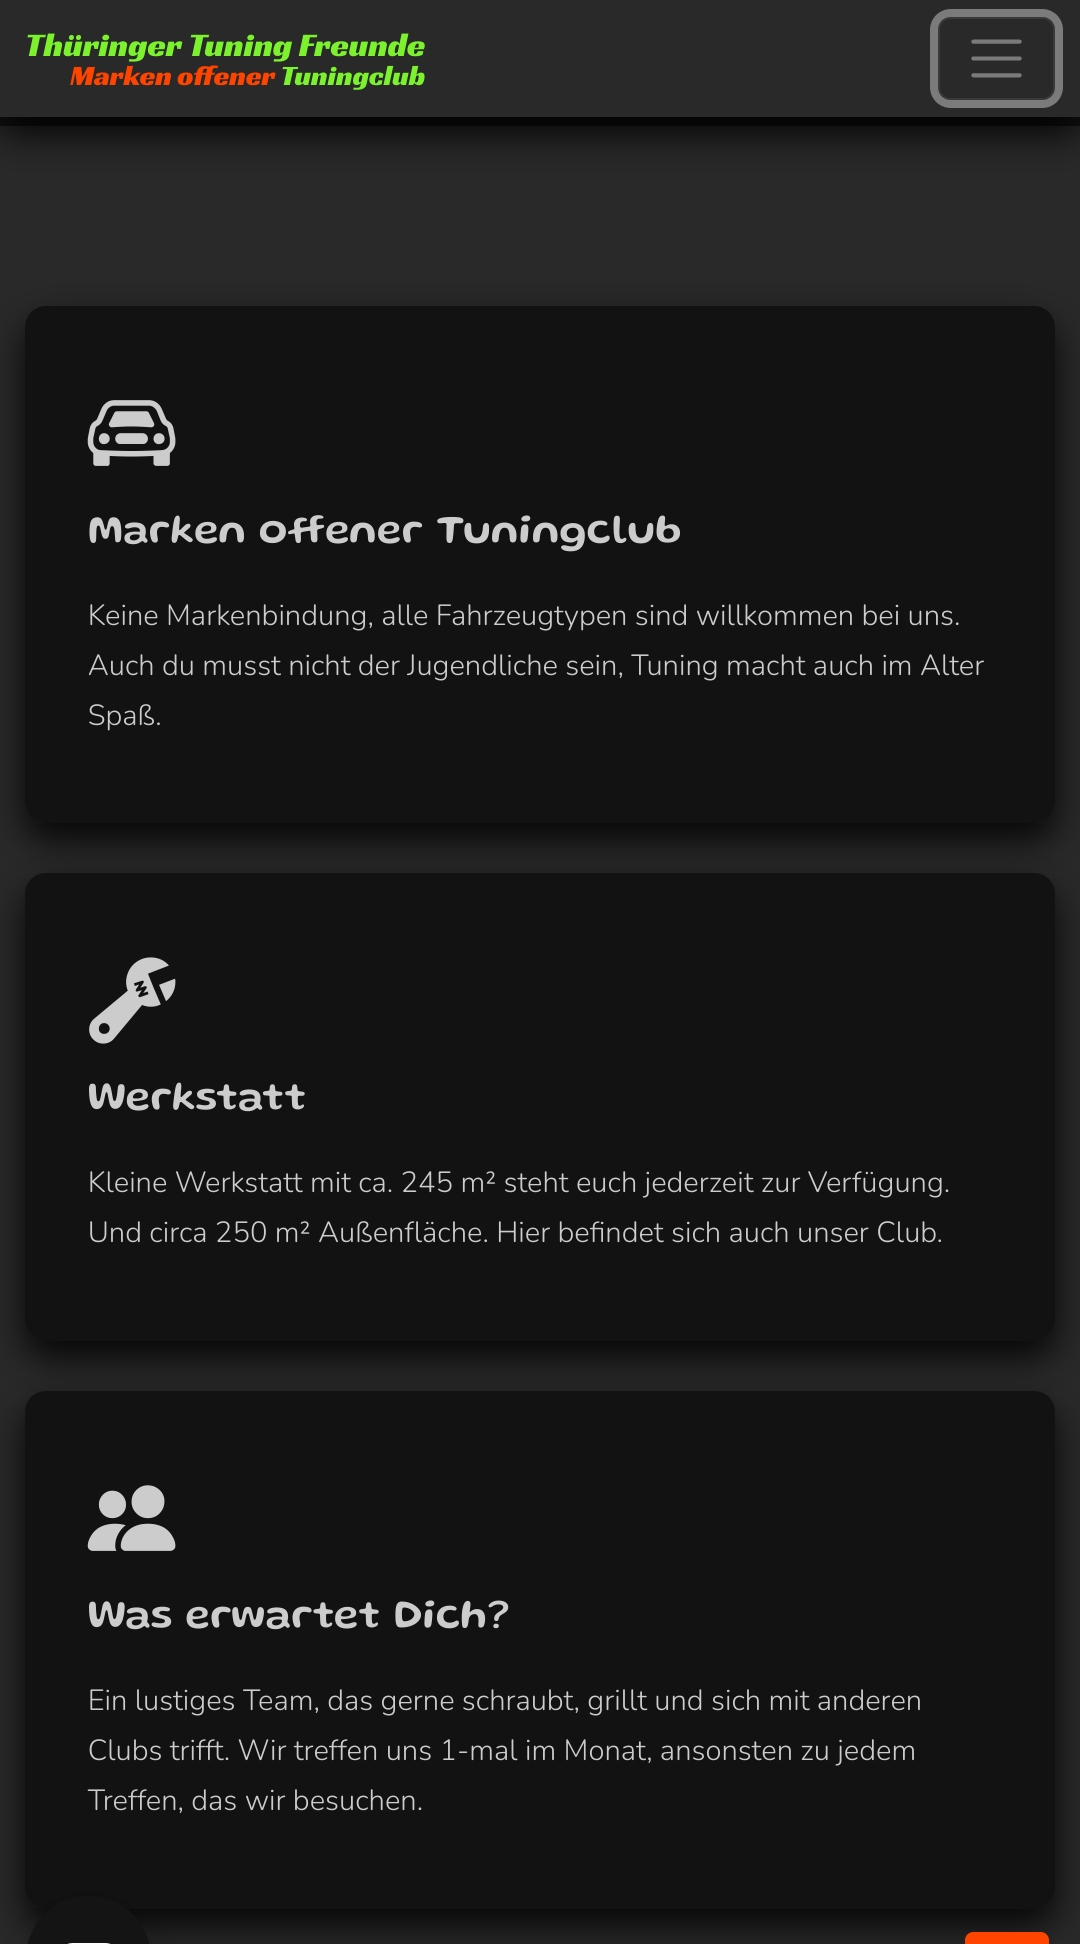 Thüringer Tuning Freunde
Marken offener Tuningclub
Marken offener Tuningclub
Keine Markenbindung, alle Fahrzeugtypen sind willkommen bei uns.
Auch du musst nicht der Jugendliche sein, Tuning macht auch im Alter
Spaß.
Werkstatt
Kleine Werkstatt mit ca. 245 m² steht euch jederzeit zur Verfügung.
Und circa 250 m² Außenfläche. Hier befindet sich auch unser Club.
Was erwartet Dich?
Ein lustiges Team, das gerne schraubt, grillt und sich mit anderen
Clubs trifft. Wir treffen uns 1-mal im Monat, ansonsten zu jedem
Treffen, das wir besuchen.